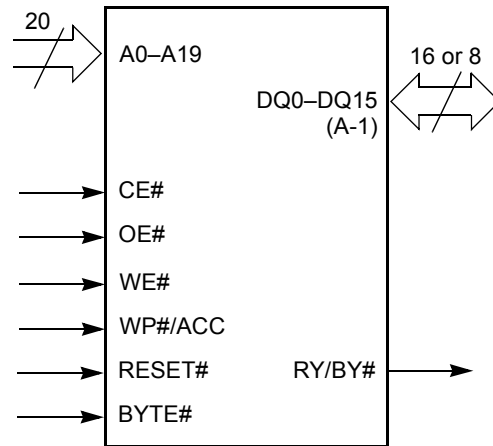 20
A0–A19
16 or 8
DQ0–DQ15
(A-1)
CE#
OE#
WE#
WP#/ACC
RESET#
RY/BY#
BYTE#